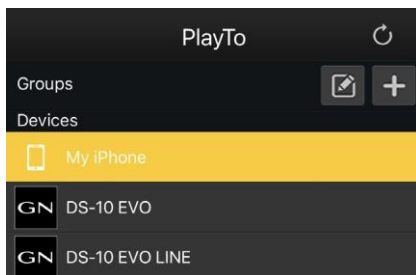 PlayTo
Groups
Devices
My iPhone
GN DS-10 EVO
GN DS-10 EVO LINE